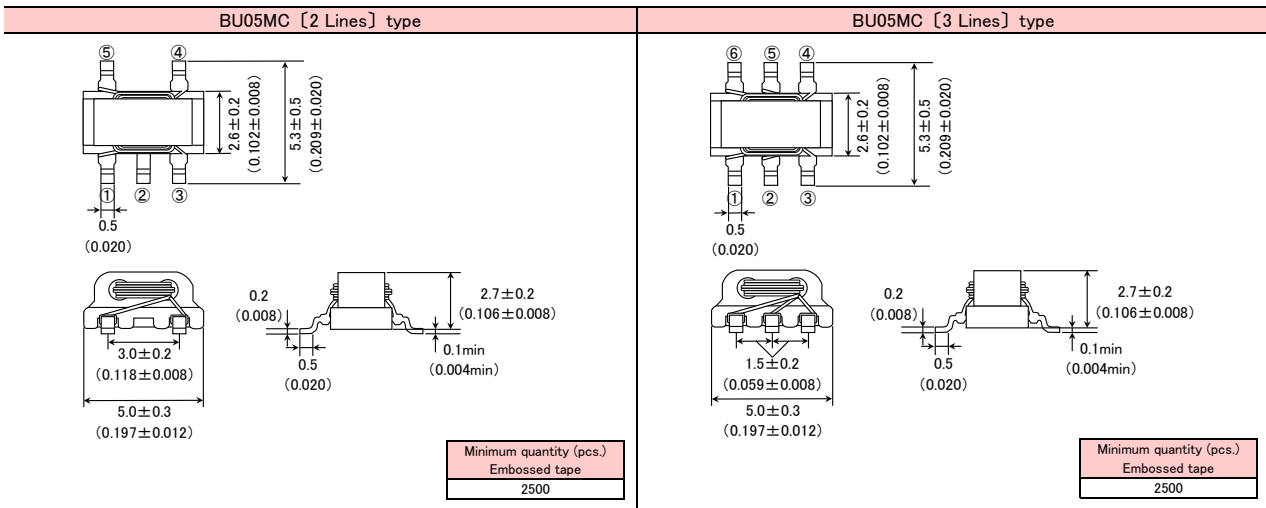 BU05MC〔2 Lines〕type
⑤ ④
2.6±0.2
(0.102±0.008)
5.3±0.5
(0.209±0.020)
① ② ③
0.5
(0.020)
0.2
(0.008)
2.7±0.2
(0.106±0.008)
3.0±0.2
(0.118±0.008)
0.5
(0.020)
0.1min
(0.004min)
5.0±0.3
(0.197±0.012)
Minimum quantity (pcs.)
Embossed tape
2500
BU05MC〔3 Lines〕type
⑥ ⑤ ④
2.6±0.2
(0.102±0.008)
5.3±0.5
(0.209±0.020)
① ② ③
0.5
(0.020)
0.2
(0.008)
2.7±0.2
(0.106±0.008)
1.5±0.2
(0.059±0.008)
0.5
(0.020)
0.1min
(0.004min)
5.0±0.3
(0.197±0.012)
Minimum quantity (pcs.)
Embossed tape
2500